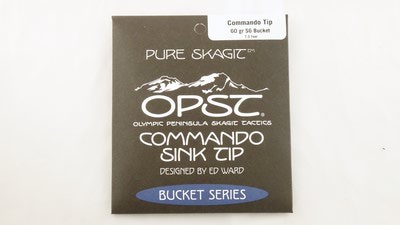 Commando Tip
60 gr S6 Bucket
PURE SKAGIT™
OPST®
OLYMPIC PENINSULA SKAGIT TACTICS
COMMANDO
SINK TIP
DESIGNED BY ED WARD
BUCKET SERIES